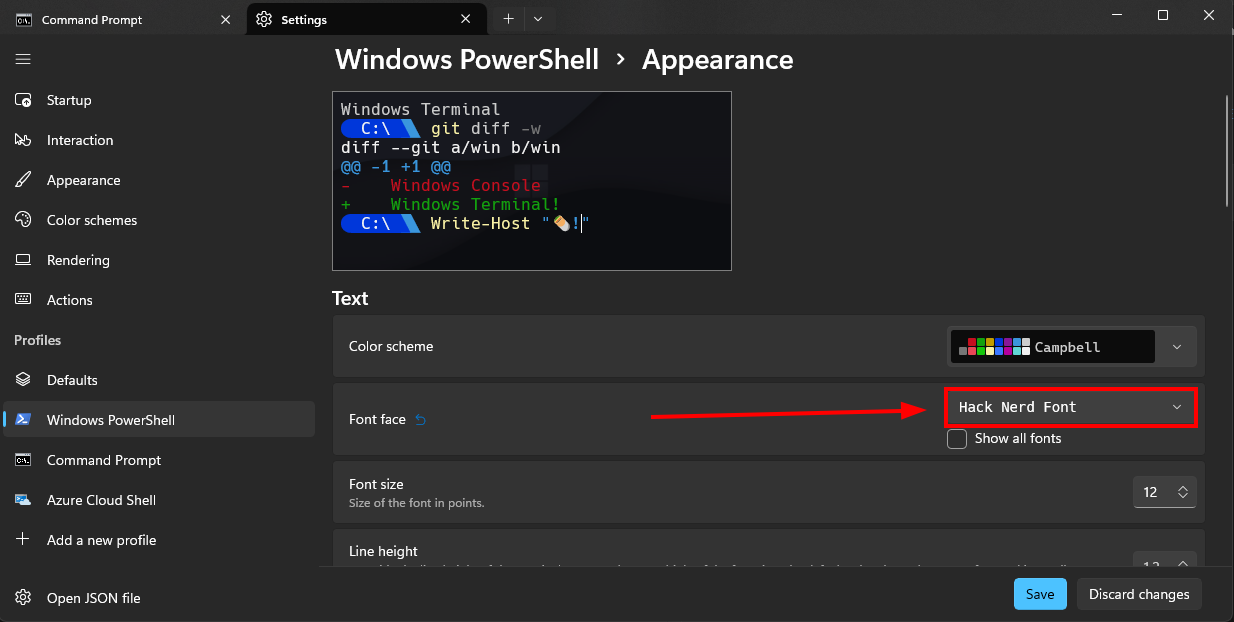 Command Prompt
Settings
Windows PowerShell › Appearance
Startup
Interaction
Appearance
Color schemes
Rendering
Actions
Profiles
Defaults
Windows PowerShell
Command Prompt
Azure Cloud Shell
Add a new profile
Open JSON file
Windows Terminal
C:\ git diff -w
diff --git a/win b/win
@@ -1 +1 @@
- Windows Console
+ Windows Terminal!
C:\ Write-Host "✏️!"
Text
Color scheme
Campbell
Font face
Hack Nerd Font
Show all fonts
Font size
Size of the font in points.
12
Line height
Save
Discard changes